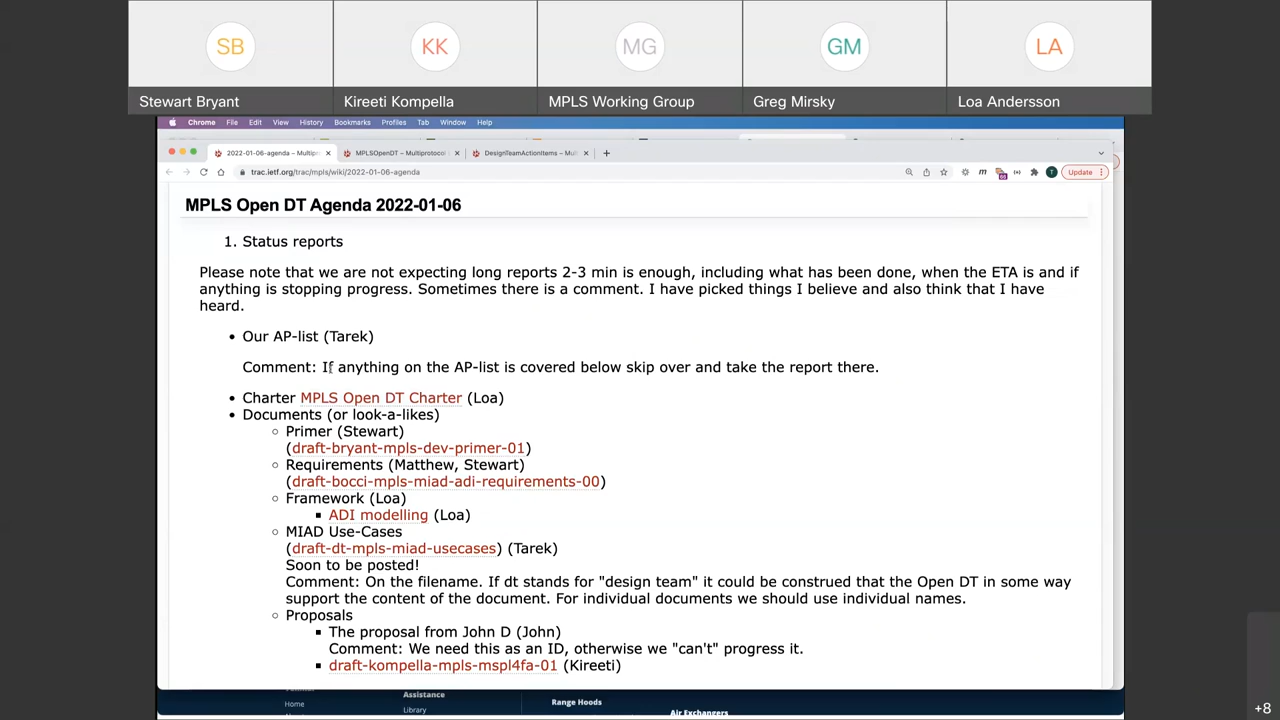 SB
KK
MG
GM
LA
Stewart Bryant
Kireeti Kompella
MPLS Working Group
Greg Mirsky
Loa Andersson
Chrome File Edit View History Bookmarks Profiles Tab Window Help
2022-01-06-agenda – Multipro
MPLSOpenDT – Multiprotocol
DesignTeamActionItems – Mult
trac.ietf.org/trac/mpls/wiki/2022-01-06-agenda
Update
MPLS Open DT Agenda 2022-01-06
1. Status reports
Please note that we are not expecting long reports 2-3 min is enough, including what has been done, when the ETA is and if
anything is stopping progress. Sometimes there is a comment. I have picked things I believe and also think that I have
heard.
• Our AP-list (Tarek)
Comment: If anything on the AP-list is covered below skip over and take the report there.
• Charter MPLS Open DT Charter (Loa)
• Documents (or look-a-likes)
○ Primer (Stewart)
(draft-bryant-mpls-dev-primer-01)
○ Requirements (Matthew, Stewart)
(draft-bocci-mpls-miad-adi-requirements-00)
○ Framework (Loa)
▪ ADI modelling (Loa)
○ MIAD Use-Cases
(draft-dt-mpls-miad-usecases) (Tarek)
Soon to be posted!
Comment: On the filename. If dt stands for "design team" it could be construed that the Open DT in some way
support the content of the document. For individual documents we should use individual names.
○ Proposals
▪ The proposal from John D (John)
Comment: We need this as an ID, otherwise we "can't" progress it.
▪ draft-kompella-mpls-mspl4fa-01 (Kireeti)
Home
Assistance
Library
Range Hoods
Air Exchangers
+8